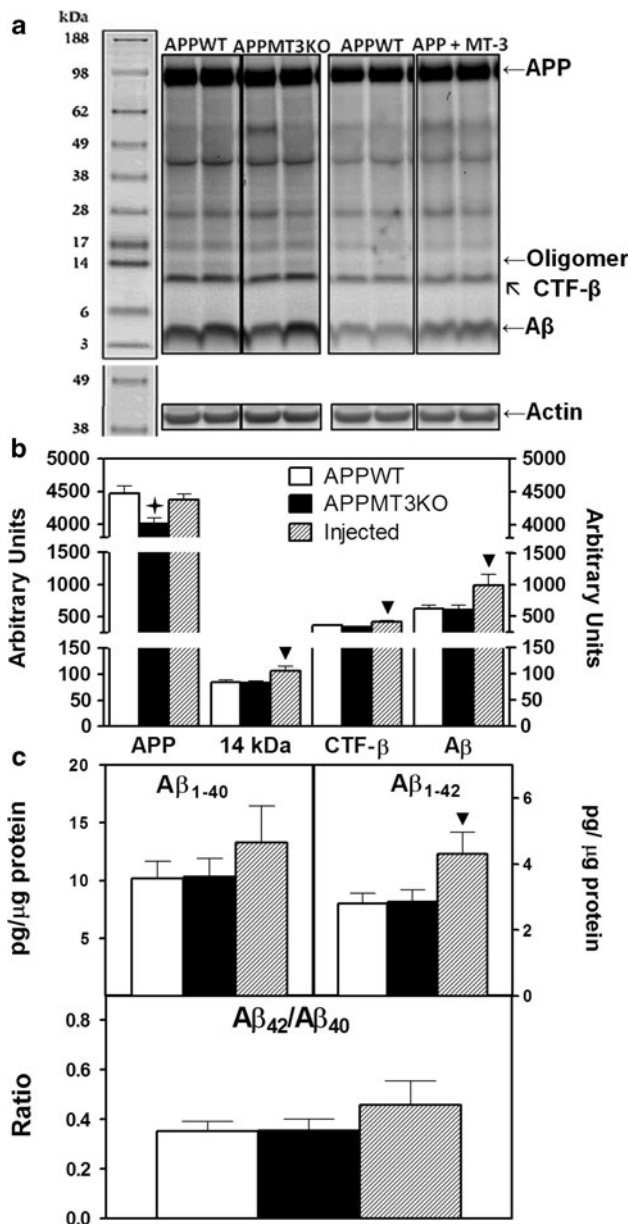 a
kDa
188
98
62
49
38
28
17
14
6
3
49
38
APPWT APPMT3KO APPWT APP + MT-3
←APP
←Oligomer
↖ CTF-β
←Aβ
←Actin
b
5000
4500
4000
1500
1000
500
150
100
50
0
Arbitrary Units
APPWT
APPMT3KO
Injected
5000
4500
4000
1500
1000
500
150
100
50
0
Arbitrary Units
APP 14 kDa CTF-β Aβ
c
20
15
10
5
pg/μg protein
Aβ1-40
Aβ1-42
6
4
2
0
pg/ μg protein
Aβ42/Aβ40
0.8
0.6
0.4
0.2
0.0
Ratio